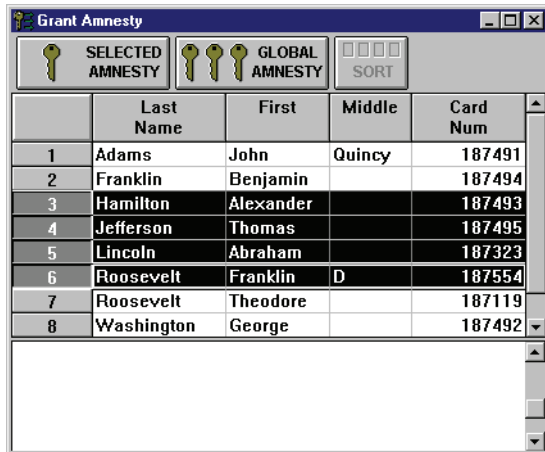 Grant Amnesty
SELECTED AMNESTY
GLOBAL AMNESTY
SORT
Last Name First Middle Card Num
1 Adams John Quincy 187491
2 Franklin Benjamin 187494
3 Hamilton Alexander 187493
4 Jefferson Thomas 187495
5 Lincoln Abraham 187323
6 Roosevelt Franklin D 187554
7 Roosevelt Theodore 187119
8 Washington George 187492